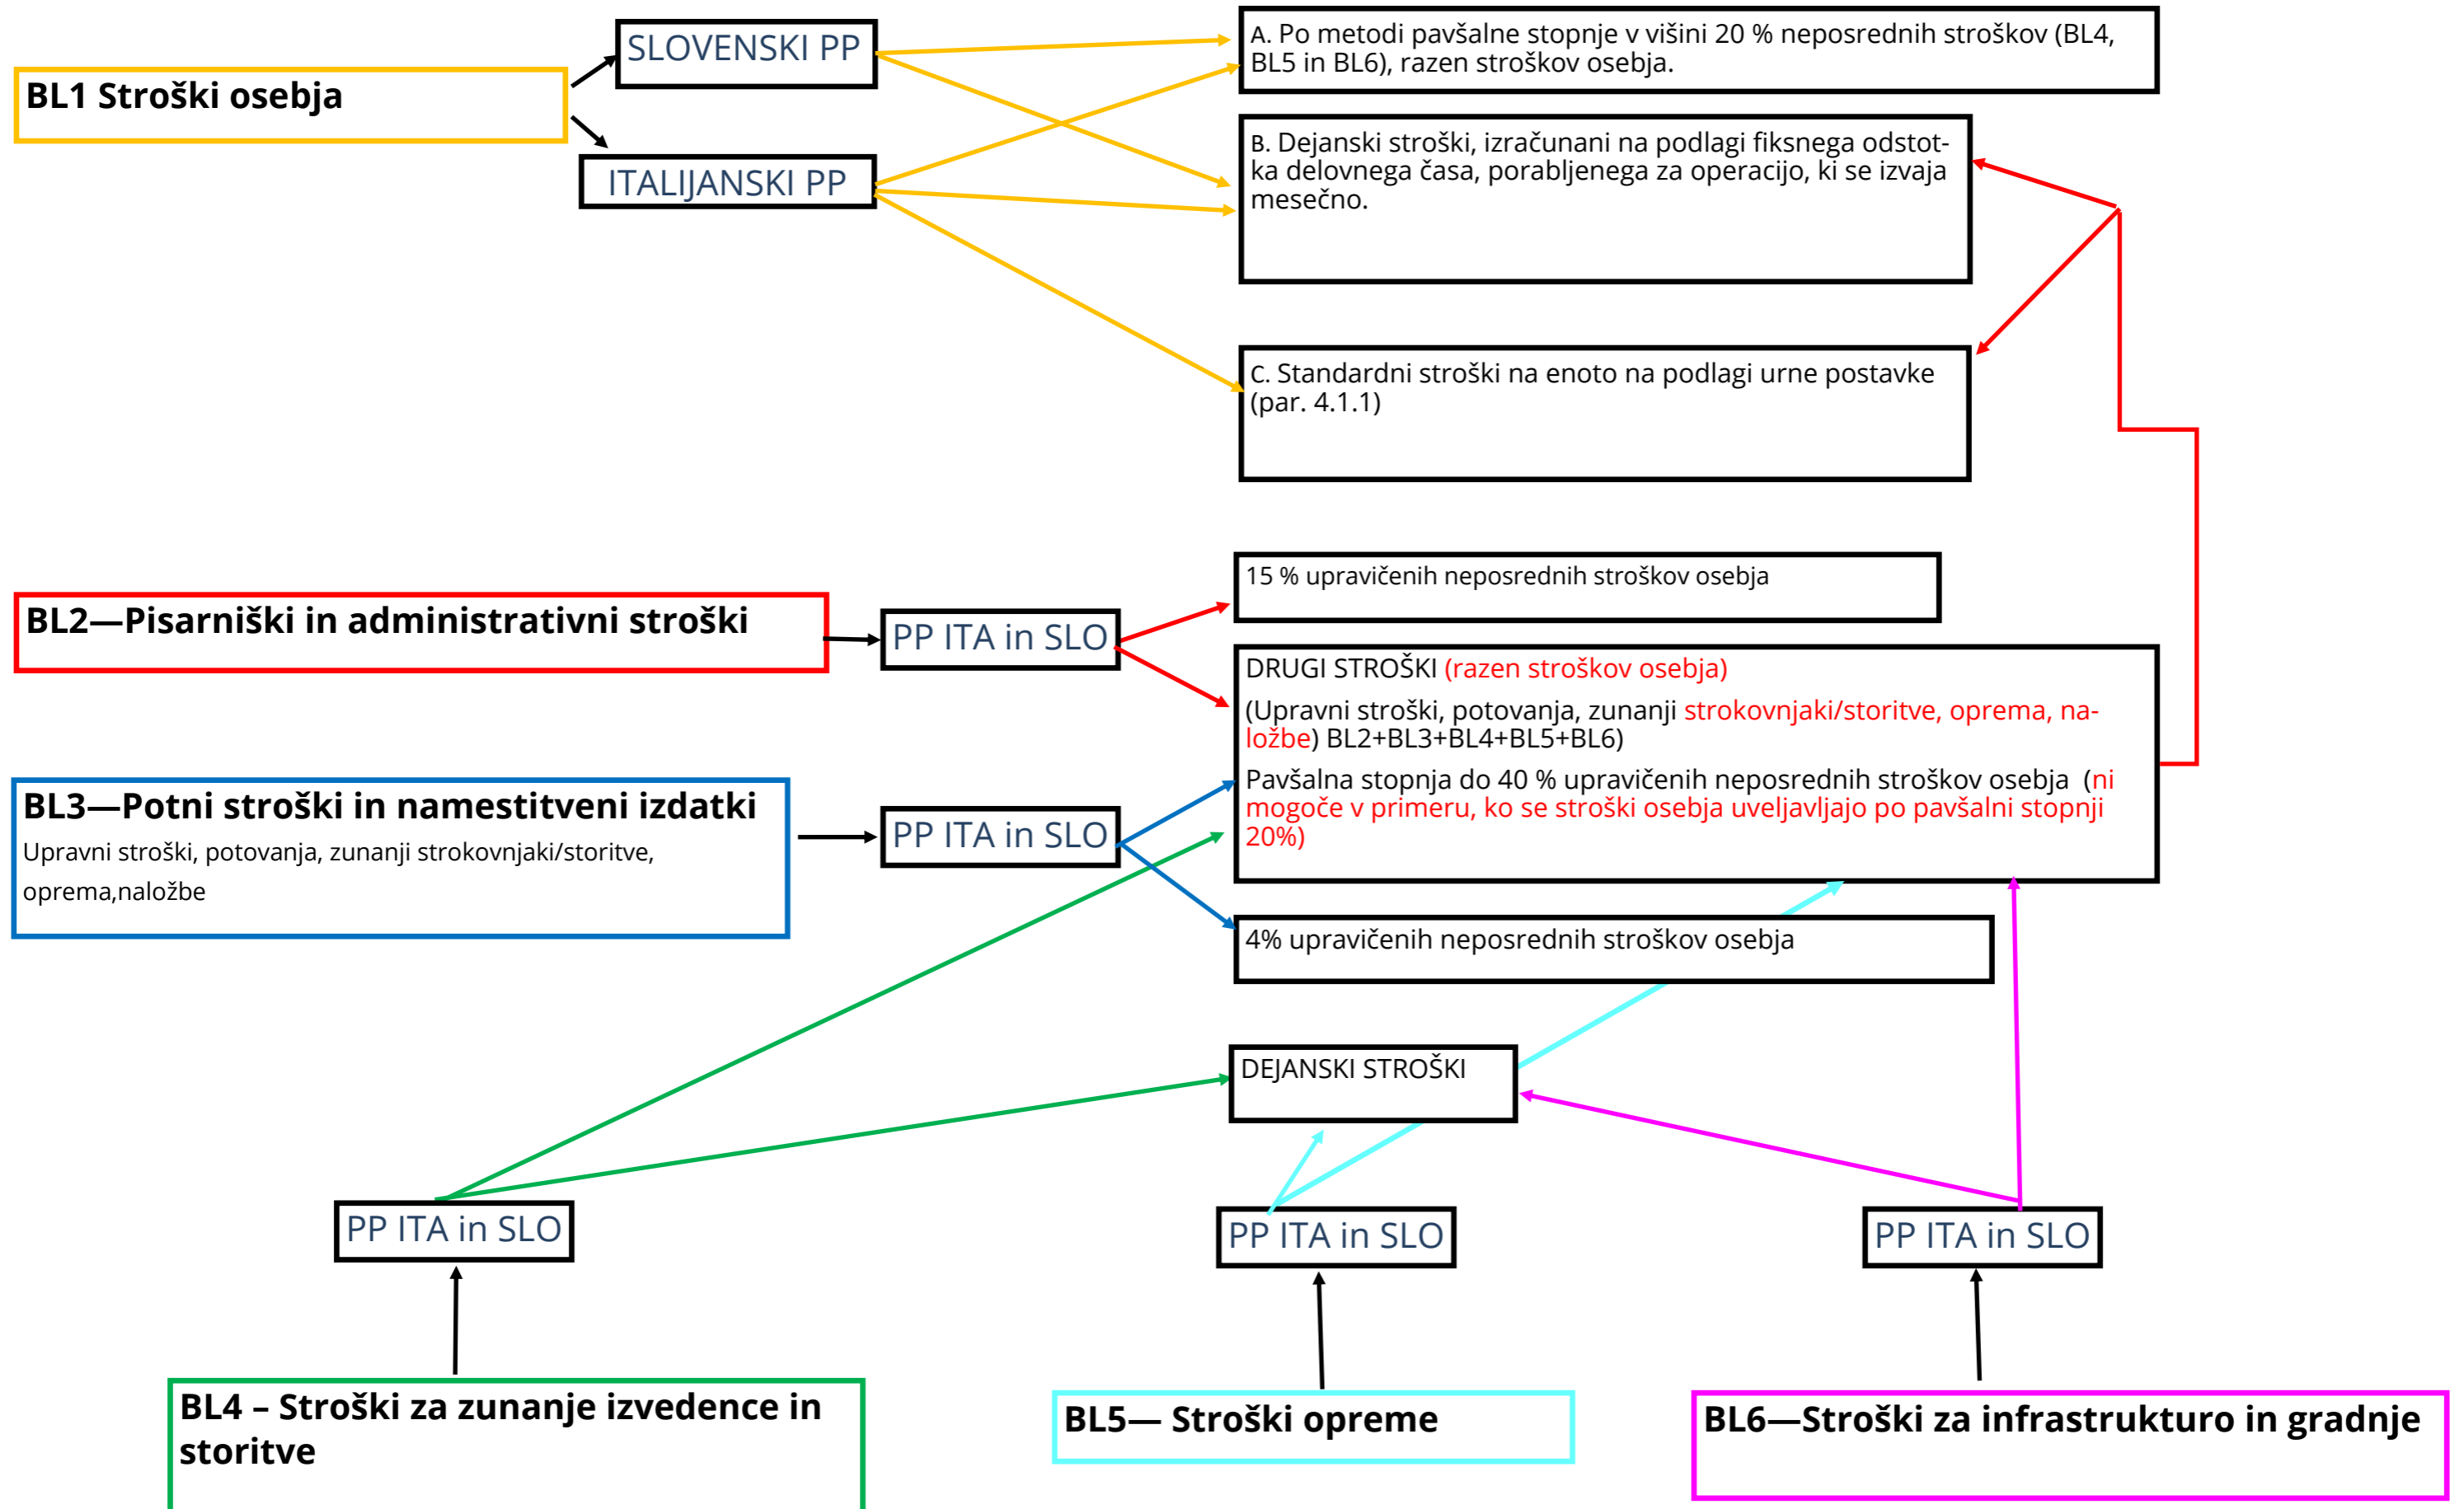 SLOVENSKI PP
A. Po metodi pavšalne stopnje v višini 20 % neposrednih stroškov (BL4,
BL5 in BL6), razen stroškov osebja.
BL1 Stroški osebja
B. Dejanski stroški, izračunani na podlagi fiksnega odstot-
ka delovnega časa, porabljenega za operacijo, ki se izvaja
mesečno.
ITALIJANSKI PP
C. Standardni stroški na enoto na podlagi urne postavke
(par. 4.1.1)
15 % upravičenih neposrednih stroškov osebja
BL2—Pisarniški in administrativni stroški
PP ITA in SLO
DRUGI STROŠKI (razen stroškov osebja)
(Upravni stroški, potovanja, zunanji strokovnjaki/storitve, oprema, na-
ložbe) BL2+BL3+BL4+BL5+BL6)
Pavšalna stopnja do 40 % upravičenih neposrednih stroškov osebja (ni
mogoče v primeru, ko se stroški osebja uveljavljajo po pavšalni stopnji
20%)
BL3—Potni stroški in namestitveni izdatki
Upravni stroški, potovanja, zunanji strokovnjaki/storitve,
oprema,naložbe
PP ITA in SLO
4% upravičenih neposrednih stroškov osebja
DEJANSKI STROŠKI
PP ITA in SLO
PP ITA in SLO
PP ITA in SLO
BL4 – Stroški za zunanje izvedence in
storitve
BL5— Stroški opreme
BL6—Stroški za infrastrukturo in gradnje